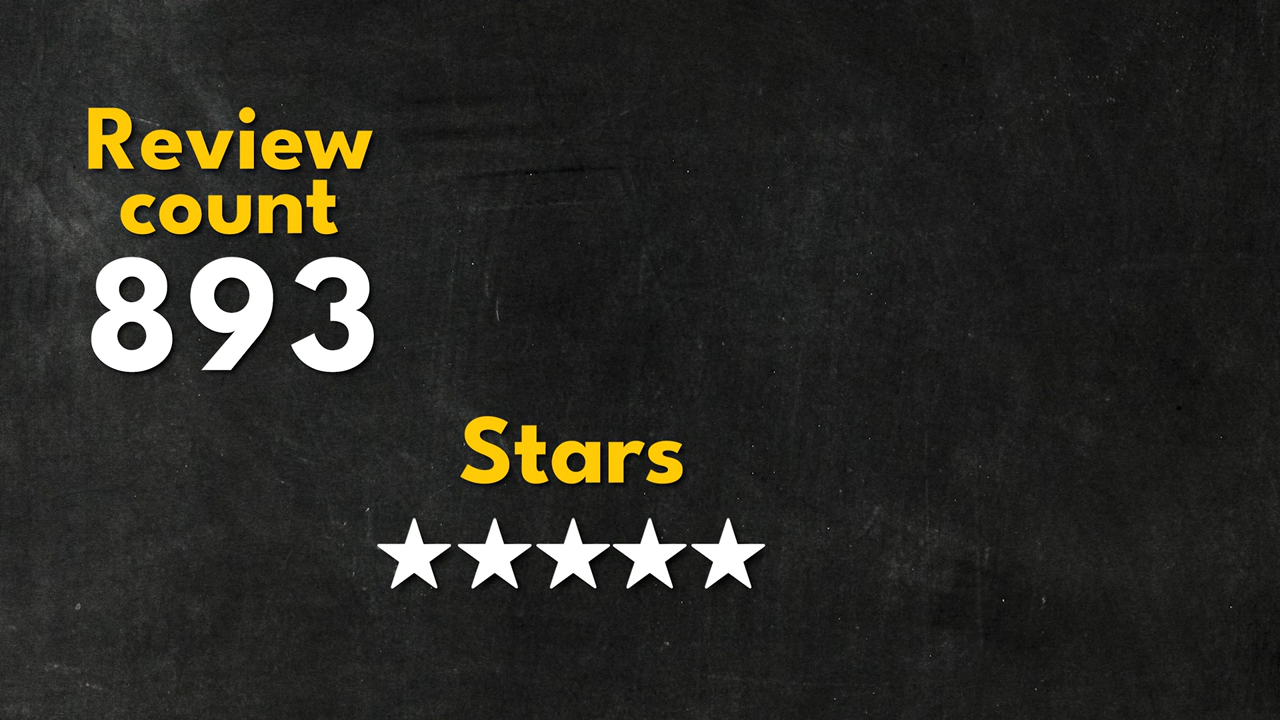 Review
count
893
Stars
★★★★★